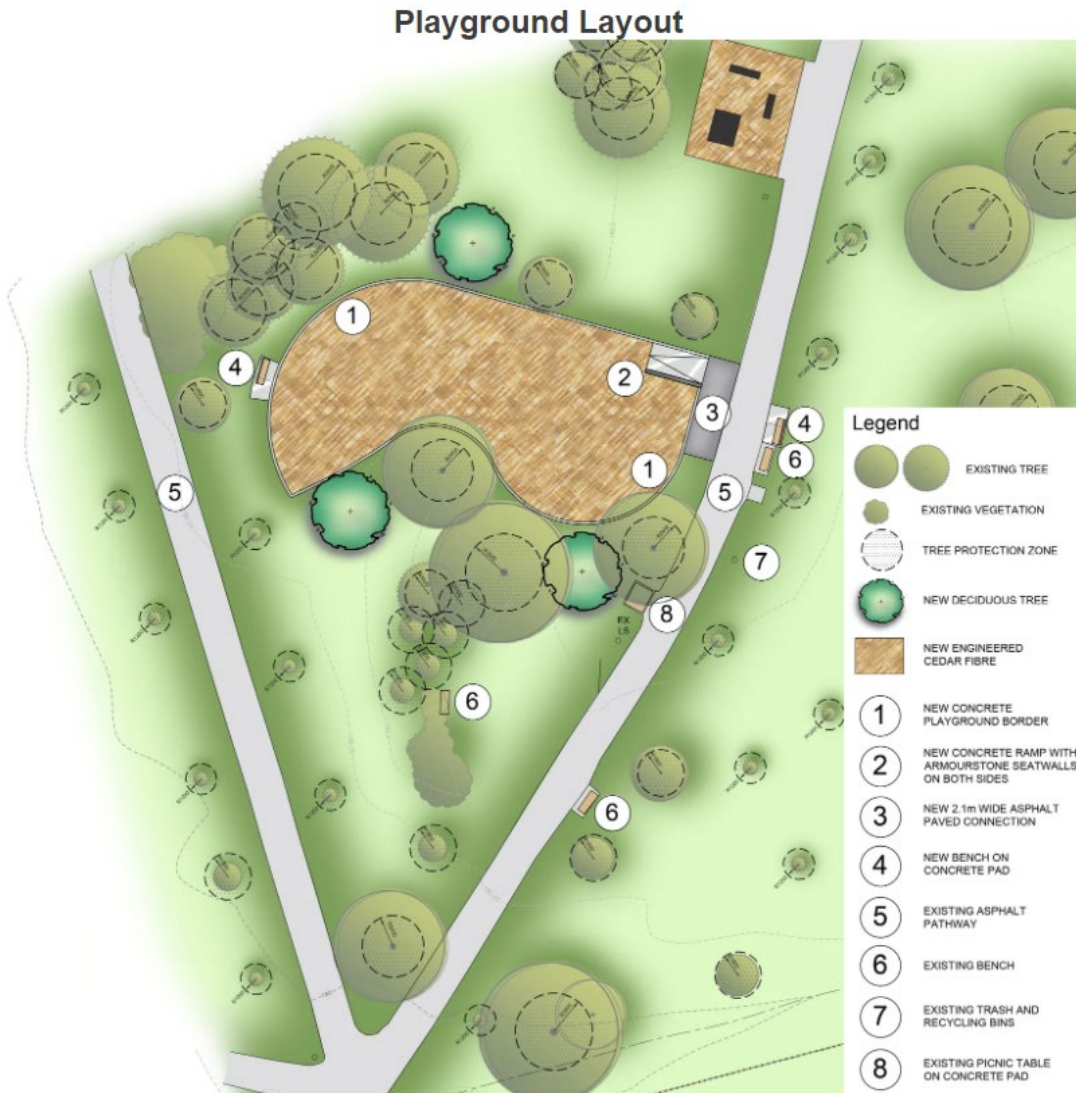 Playground Layout
1
4
2
3
4
6
1
5
5
7
8
RX
LS
6
6
Legend
EXISTING TREE
EXISTING VEGETATION
TREE PROTECTION ZONE
NEW DECIDUOUS TREE
NEW ENGINEERED
CEDAR FIBRE
1
NEW CONCRETE
PLAYGROUND BORDER
2
NEW CONCRETE RAMP WITH
ARMOURSTONE SEATWALLS
ON BOTH SIDES
3
NEW 2.1m WIDE ASPHALT
PAVED CONNECTION
4
NEW BENCH ON
CONCRETE PAD
5
EXISTING ASPHALT
PATHWAY
6
EXISTING BENCH
7
EXISTING TRASH AND
RECYCLING BINS
8
EXISTING PICNIC TABLE
ON CONCRETE PAD